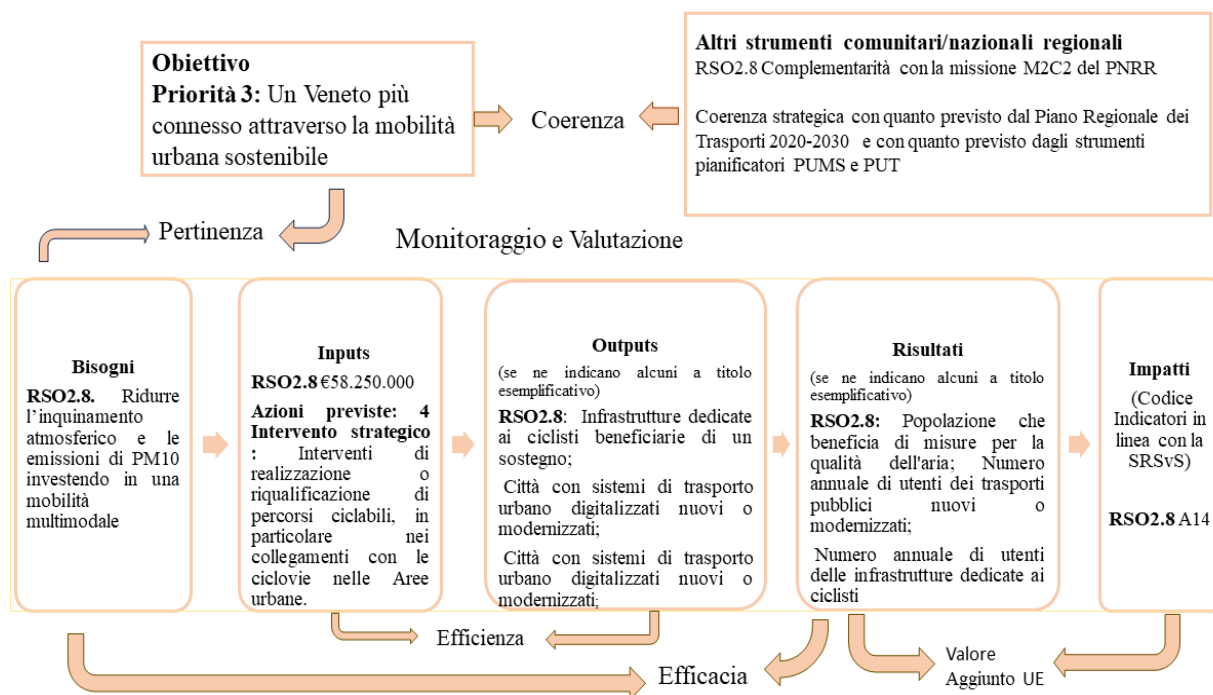 Obiettivo
Priorità 3: Un Veneto più
connesso attraverso la mobilità
urbana sostenibile
Coerenza
Altri strumenti comunitari/nazionali regionali
RSO2.8 Complementarità con la missione M2C2 del PNRR
Coerenza strategica con quanto previsto dal Piano Regionale dei
Trasporti 2020-2030 e con quanto previsto dagli strumenti
pianificatori PUMS e PUT
Pertinenza
Monitoraggio e Valutazione
Bisogni
RSO2.8. Ridurre
l'inquinamento
atmosferico e le
emissioni di PM10
investendo in una
mobilità
multimodale
Inputs
RSO2.8 €58.250.000
Azioni previste: 4
Intervento strategico
: Interventi di
realizzazione o
riqualificazione di
percorsi ciclabili, in
particolare nei
collegamenti con le
ciclovie nelle Aree
urbane.
Outputs
(se ne indicano alcuni a titolo
esemplificativo)
RSO2.8: Infrastrutture dedicate
ai ciclisti beneficiarie di un
sostegno;
Città con sistemi di trasporto
urbano digitalizzati nuovi o
modernizzati;
Città con sistemi di trasporto
urbano digitalizzati nuovi o
modernizzati;
Risultati
(se ne indicano alcuni a titolo
esemplificativo)
RSO2.8: Popolazione che
beneficia di misure per la
qualità dell'aria; Numero
annuale di utenti dei trasporti
pubblici nuovi o
modernizzati;
Numero annuale di utenti
delle infrastrutture dedicate ai
ciclisti
Impatti
(Codice
Indicatori in
linea con la
SRSvS)
RSO2.8 A14
Efficienza
Efficacia
Valore
Aggiunto UE